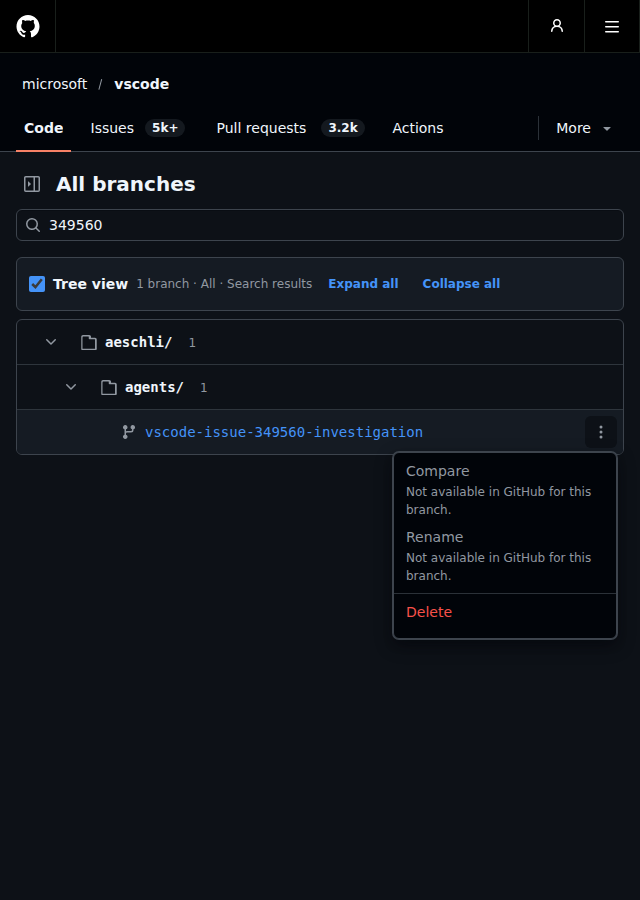 microsoft / vscode
Code Issues 5k+ Pull requests 3.2k Actions More
All branches
349560
Tree view 1 branch · All · Search results Expand all Collapse all
aeschli/ 1
agents/ 1
vscode-issue-349560-investigation
Compare
Not available in GitHub for this
branch.
Rename
Not available in GitHub for this
branch.
Delete